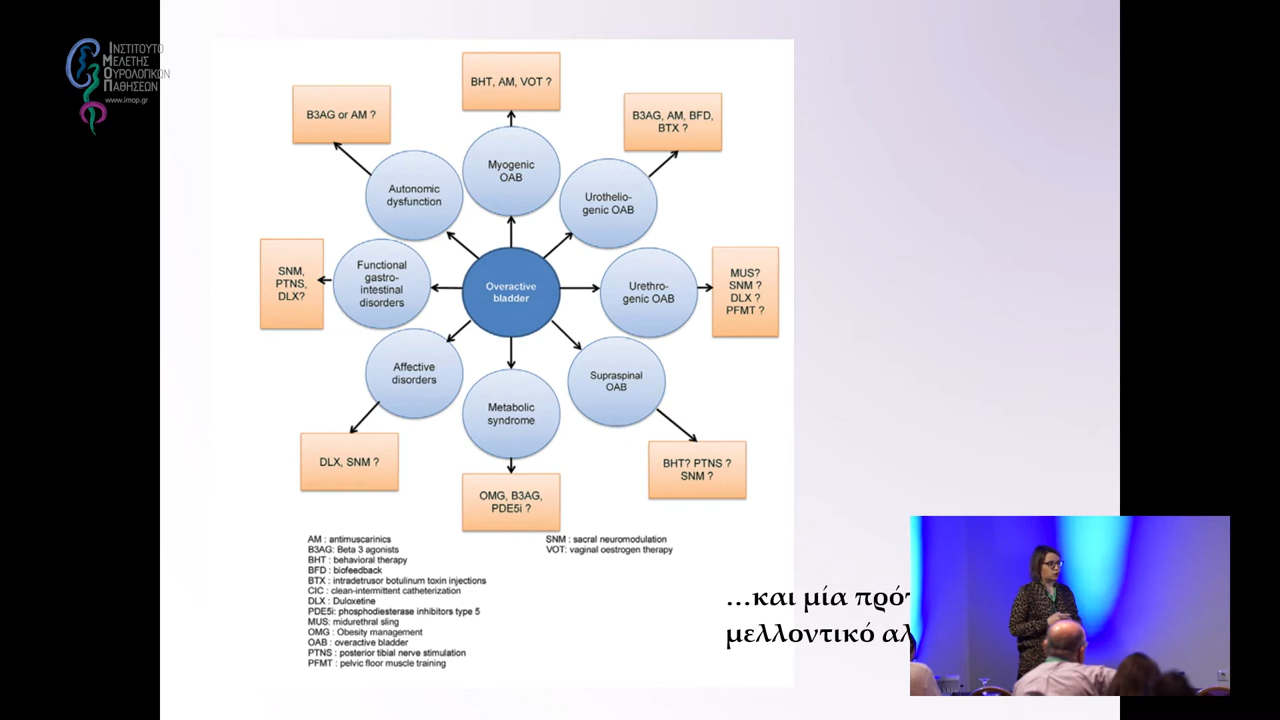 ΙΝΣΤΙΤΟΥΤΟ
ΜΕΛΕΤΗΣ
ΟΥΡΟΛΟΓΙΚΩΝ
ΠΑΘΗΣΕΩΝ
www.imop.gr
BHT, AM, VOT ?
B3AG or AM ?
B3AG, AM, BFD,
BTX ?
Myogenic
OAB
Autonomic
dysfunction
Urothelio-
genic OAB
SNM,
PTNS,
DLX?
Functional
gastro-
intestinal
disorders
Overactive
bladder
Urethro-
genic OAB
MUS?
SNM ?
DLX ?
PFMT ?
Affective
disorders
Supraspinal
OAB
Metabolic
syndrome
DLX, SNM ?
OMG, B3AG,
PDE5i ?
BHT? PTNS ?
SNM ?
AM : antimuscarinics
B3AG: Beta 3 agonists
BHT : behavioral therapy
BFD : biofeedback
BTX : intradetrusor botulinum toxin injections
CIC : clean-intermittent catheterization
DLX : Duloxetine
PDE5i: phosphodiesterase inhibitors type 5
MUS: midurethral sling
OMG : Obesity management
OAB : overactive bladder
PTNS : posterior tibial nerve stimulation
PFMT : pelvic floor muscle training
SNM : sacral neuromodulation
VOT: vaginal oestrogen therapy
…και μία
μελλοντικό